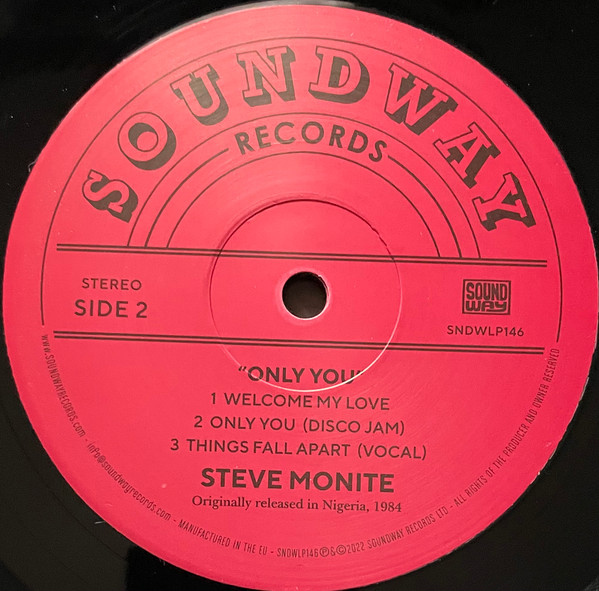 SOUNDWAY
RECORDS
STEREO
SIDE 2
SOUND
WAY
SNDWLP146
"ONLY YOU"
1 WELCOME MY LOVE
2 ONLY YOU (DISCO JAM)
3 THINGS FALL APART (VOCAL)
STEVE MONITE
Originally released in Nigeria, 1984
WWW.SOUNDWAYRECORDS.COM - info@soundwayrecords.com - MANUFACTURED IN THE EU - SNDWLP146 ℗&©2022 SOUNDWAY RECORDS LTD - ALL RIGHTS OF THE PRODUCER AND OWNER RESERVED